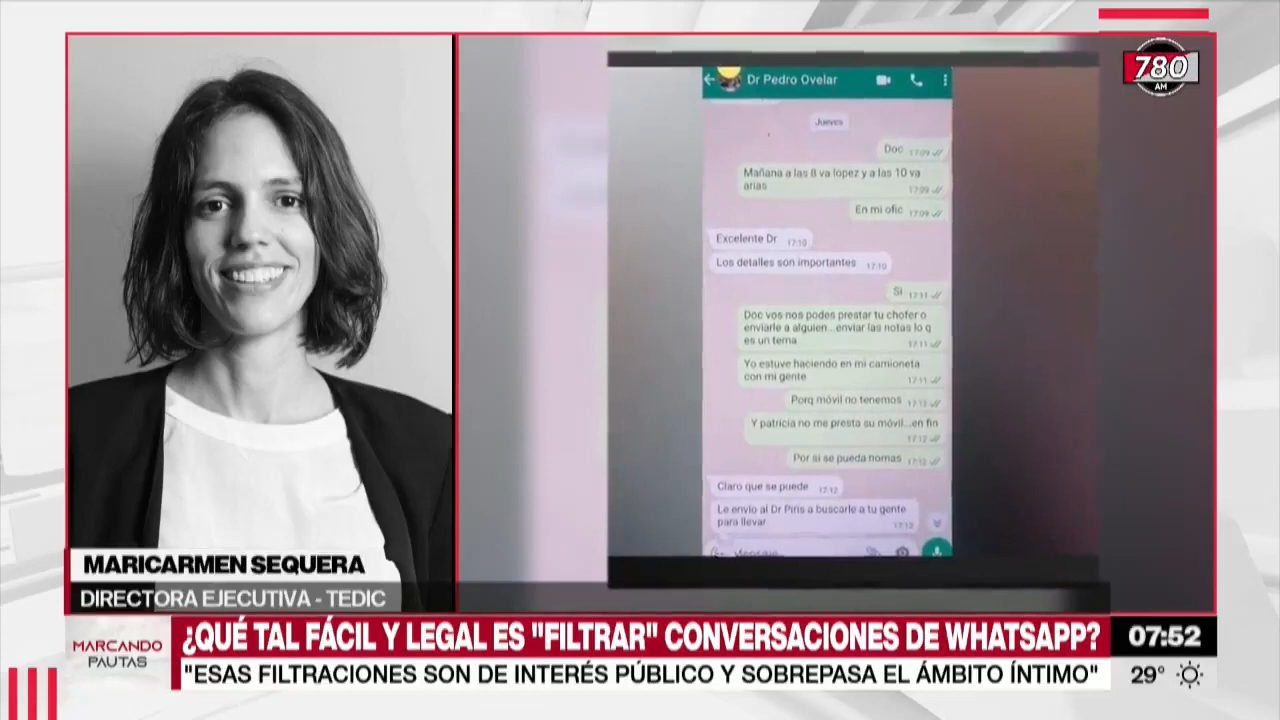 780
AM
Dr Pedro Ovelar
Jueves
Doc 17:09
Mañana a las 8 va lopez y a las 10 va
arias
17:09
En mi ofic 17:09
Excelente Dr 17:10
Los detalles son importantes 17:10
Si 17:11
Doc vos nos podes prestar tu chofer o
enviarle a alguien...enviar las notas lo q
es un tema
17:11
Yo estuve haciendo en mi camioneta
con mi gente
17:11
Porq móvil no tenemos 17:12
Y patricia no me presta su móvil...en fin
17:12
Por si se pueda nomas 17:12
Claro que se puede 17:12
Le envio al Dr Piris a buscarle a tu gente
para llevar
17:13
Mensaje
MARICARMEN SEQUERA
DIRECTORA EJECUTIVA - TEDIC
MARCANDO
PAUTAS
¿QUÉ TAL FÁCIL Y LEGAL ES "FILTRAR" CONVERSACIONES DE WHATSAPP?
07:52
"ESAS FILTRACIONES SON DE INTERÉS PÚBLICO Y SOBREPASA EL ÁMBITO ÍNTIMO"
29°